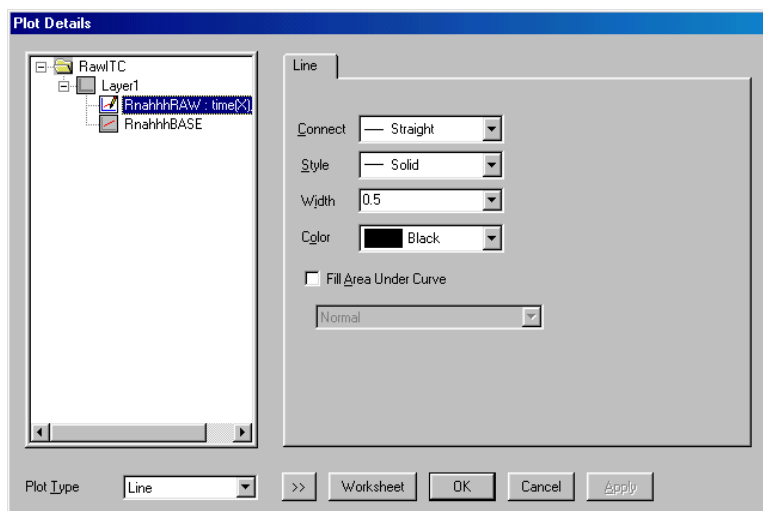 Plot Details
RawITC
Layer1
RnahhhRAW : time(X),
RnahhhBASE
Line
Connect
Straight
Style
Solid
Width
0.5
Color
Black
Fill Area Under Curve
Normal
Plot Type
Line
>>
Worksheet
OK
Cancel
Apply